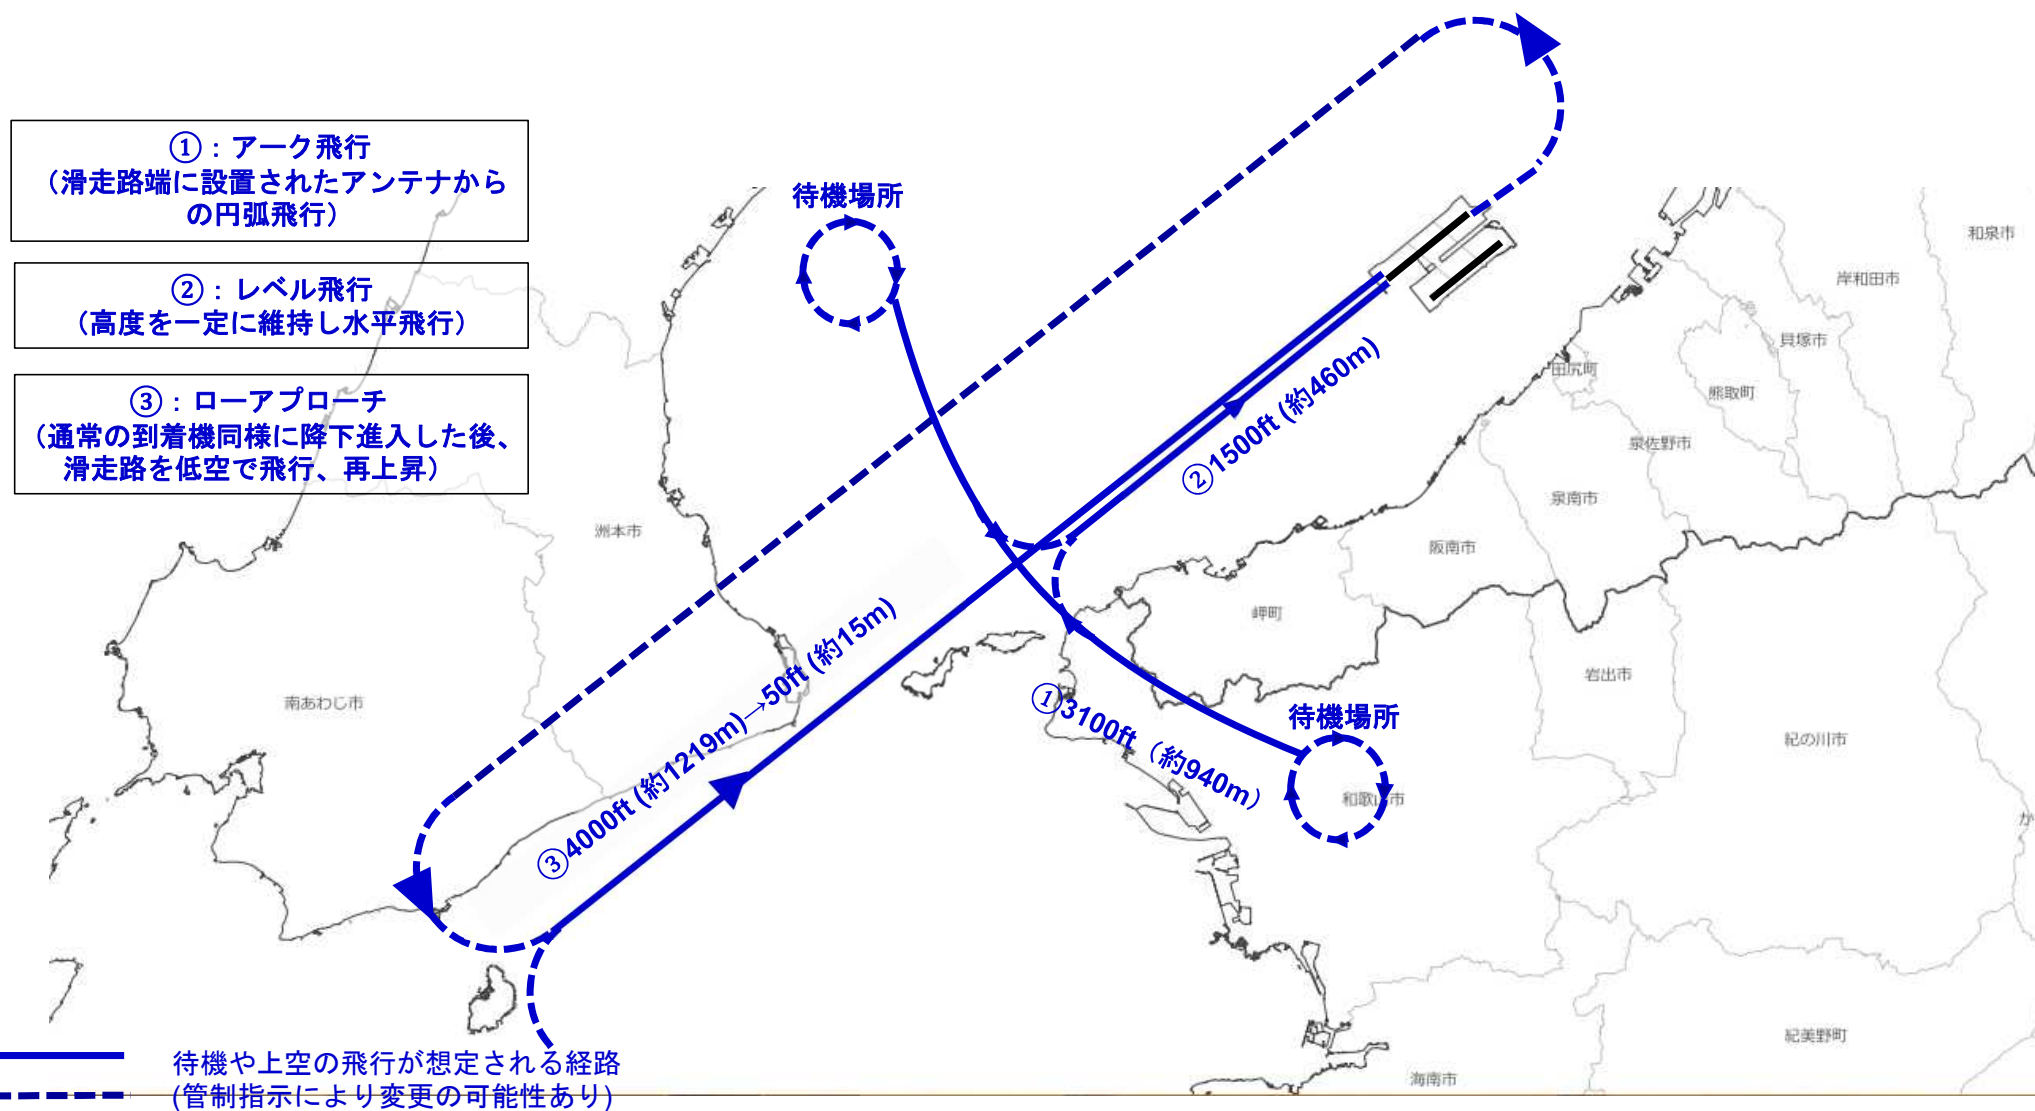 ①：アーク飛行
（滑走路端に設置されたアンテナから
の円弧飛行）
②：レベル飛行
（高度を一定に維持し水平飛行）
③：ローアプローチ
（通常の到着機同様に降下進入した後、
滑走路を低空で飛行、再上昇）
待機場所
和泉市
岸和田市
貝塚市
田尻町
熊取町
泉佐野市
②1500ft (約460m)
泉南市
阪南市
洲本市
岬町
岩出市
南あわじ市
③4000ft (約1219m)→50ft (約15m)
①3100ft（約940m）
待機場所
紀の川市
和歌山市
か
紀美野町
海南市
待機や上空の飛行が想定される経路
(管制指示により変更の可能性あり)